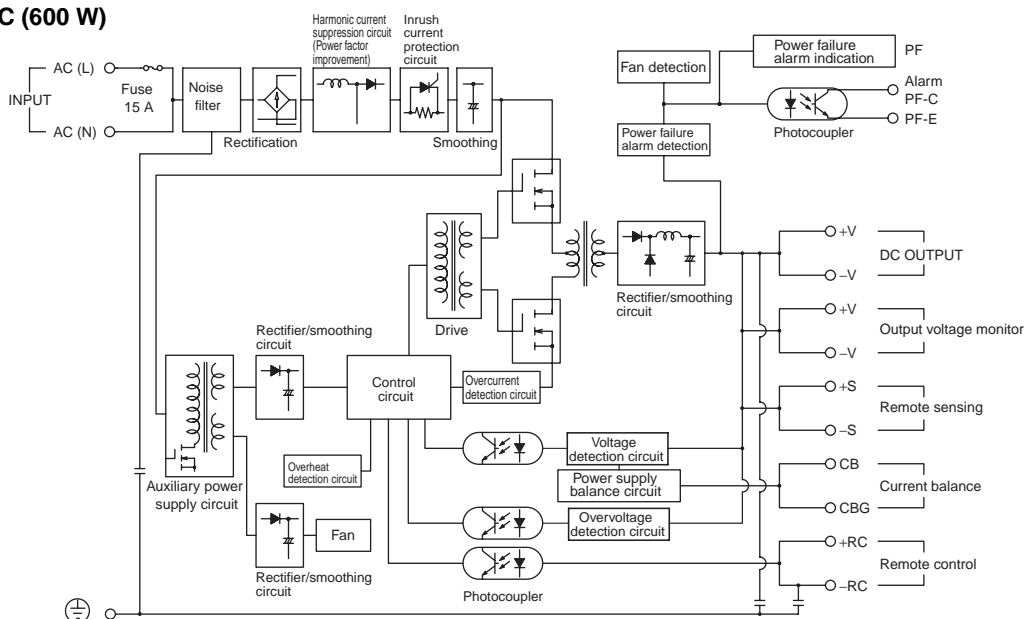 C (600 W)
Harmonic current
suppression circuit
(Power factor
improvement)
Inrush
current
protection
circuit
Power failure
alarm indication
PF
Fan detection
AC (L)
INPUT
Fuse
15 A
Noise
filter
AC (N)
Rectification
Smoothing
Alarm
PF-C
PF-E
Photocoupler
Power failure
alarm detection
+V
DC OUTPUT
–V
Rectifier/smoothing
circuit
Drive
+V
Output voltage monitor
–V
Rectifier/smoothing
circuit
Control
circuit
Overcurrent
detection circuit
+S
Remote sensing
–S
Voltage
detection circuit
Overheat
detection circuit
Power supply
balance circuit
CB
Current balance
CBG
Auxiliary power
supply circuit
Overvoltage
detection circuit
Fan
+RC
Remote control
–RC
Rectifier/smoothing
circuit
Photocoupler